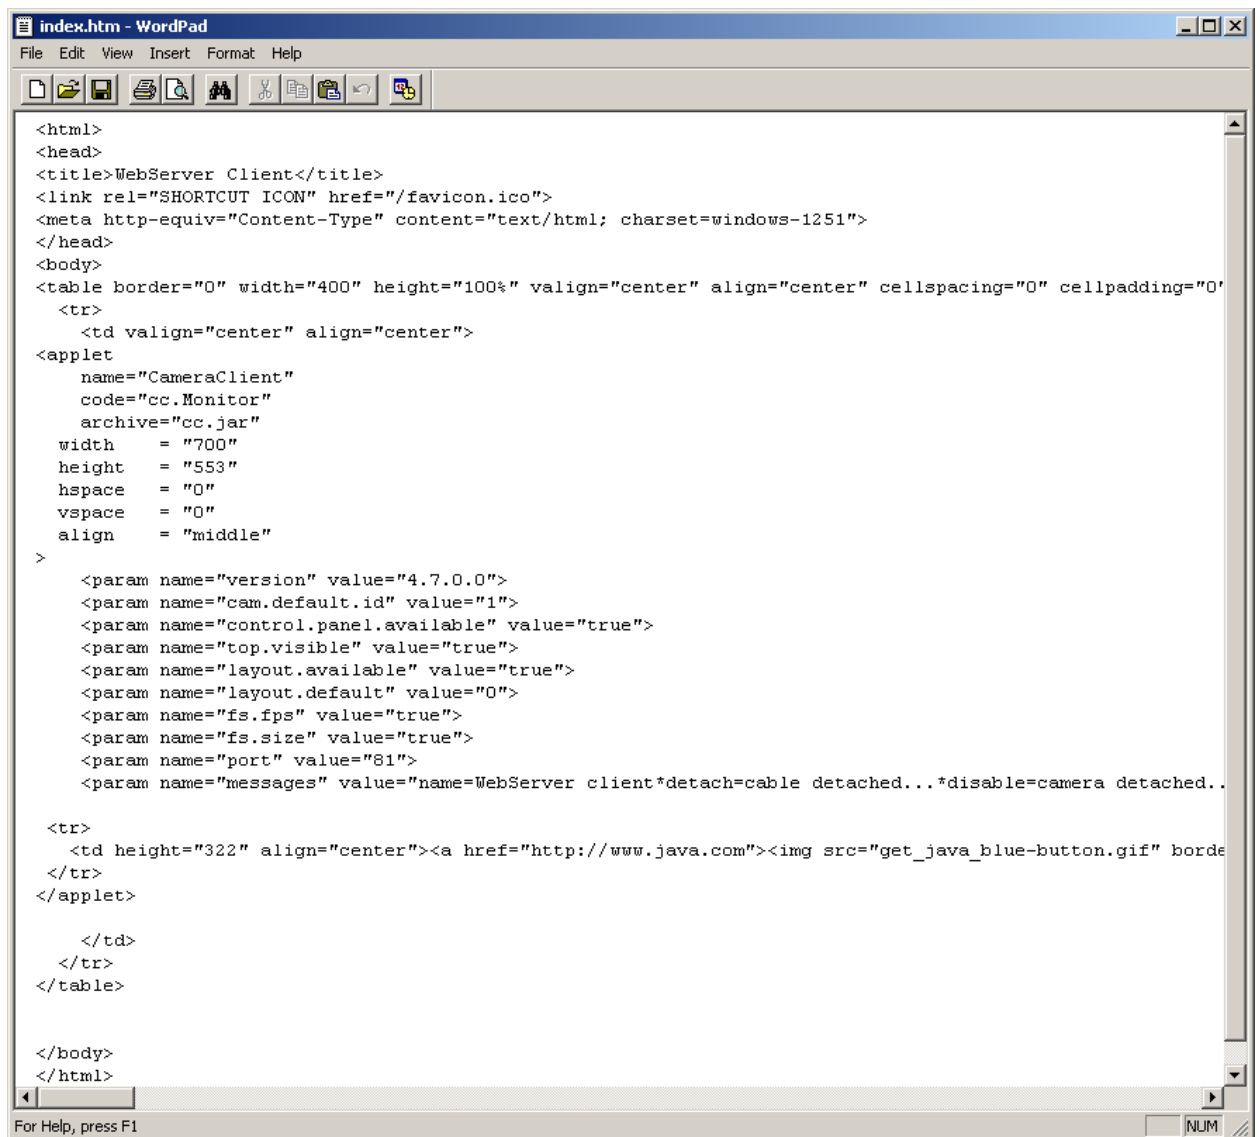 index.htm - WordPad
File Edit View Insert Format Help
<html>
<head>
<title>WebServer Client</title>
<link rel="SHORTCUT ICON" href="/favicon.ico">
<meta http-equiv="Content-Type" content="text/html; charset=windows-1251">
</head>
<body>
<table border="0" width="400" height="100%" valign="center" align="center" cellspacing="0" cellpadding="0"
<tr>
<td valign="center" align="center">
<applet
name="CameraClient"
code="cc.Monitor"
archive="cc.jar"
width = "700"
height = "553"
hspace = "0"
vspace = "0"
align = "middle"
>
<param name="version" value="4.7.0.0">
<param name="cam.default.id" value="1">
<param name="control.panel.available" value="true">
<param name="top.visible" value="true">
<param name="layout.available" value="true">
<param name="layout.default" value="0">
<param name="fs.fps" value="true">
<param name="fs.size" value="true">
<param name="port" value="81">
<param name="messages" value="name=WebServer client*detach=cable detached...*disable=camera detached..
<tr>
<td height="322" align="center"><a href="http://www.java.com"><img src="get_java_blue-button.gif" borde
</tr>
</applet>
</td>
</tr>
</table>
</body>
</html>
For Help, press F1
NUM